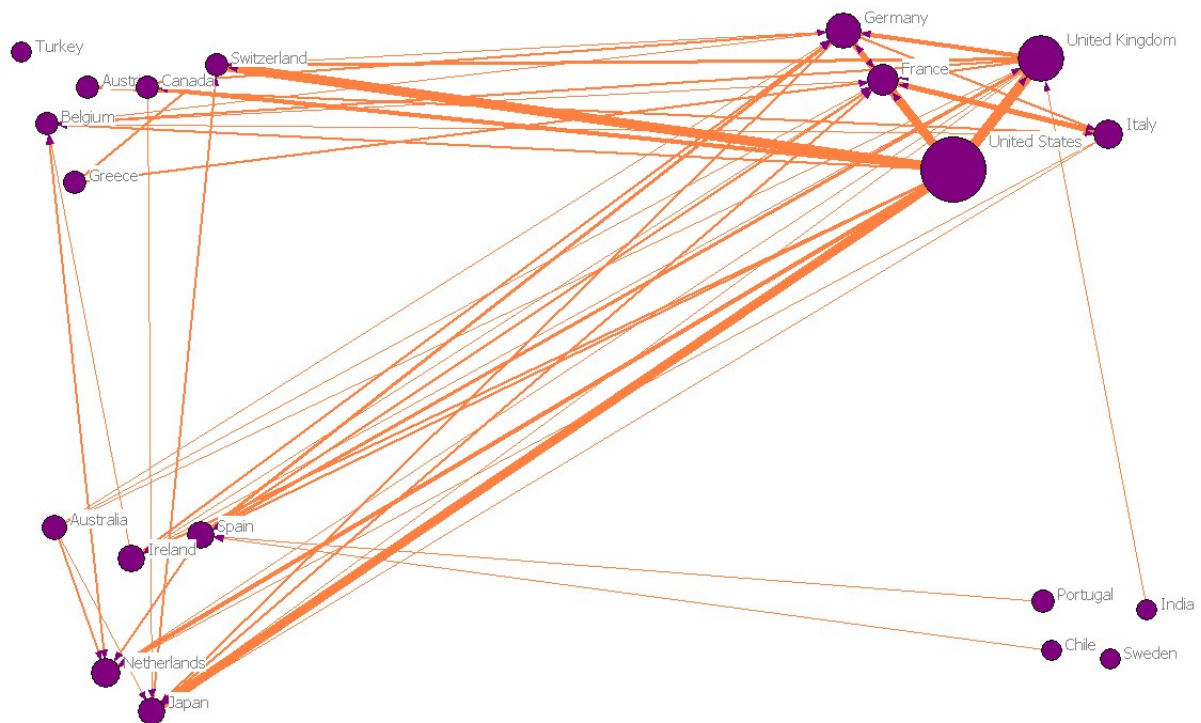 Germany
Turkey
United Kingdom
Switzerland
France
Canada
Belgium
Italy
United States
Greece
Australia
Spain
Ireland
Portugal
India
Chile
Sweden
Netherlands
Japan